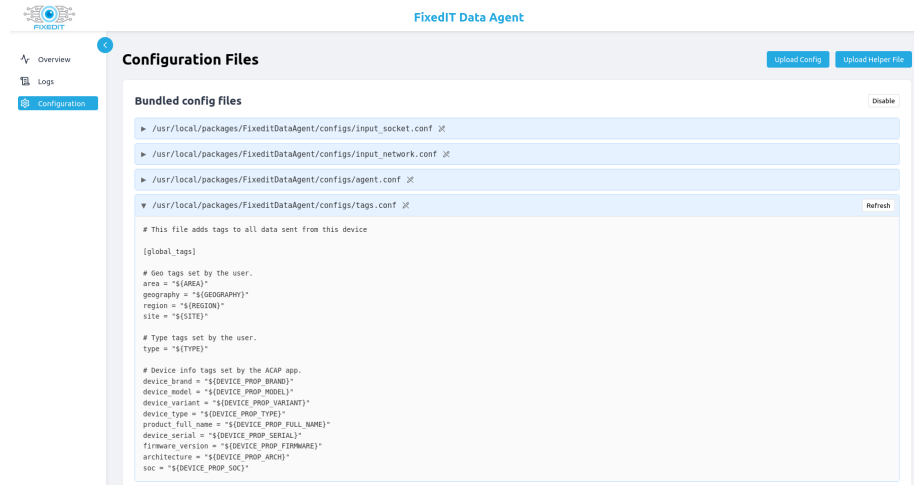 FIXEDIT
FixedIT Data Agent
Overview
Logs
Configuration
Configuration Files
Upload Config
Upload Helper File
Bundled config files
Disable
▶ /usr/local/packages/FixeditDataAgent/configs/input_socket.conf
▶ /usr/local/packages/FixeditDataAgent/configs/input_network.conf
▶ /usr/local/packages/FixeditDataAgent/configs/agent.conf
▼ /usr/local/packages/FixeditDataAgent/configs/tags.conf
Refresh
# This file adds tags to all data sent from this device
[global_tags]
# Geo tags set by the user.
area = "${AREA}"
geography = "${GEOGRAPHY}"
region = "${REGION}"
site = "${SITE}"
# Type tags set by the user.
type = "${TYPE}"
# Device info tags set by the ACAP app.
device_brand = "${DEVICE_PROP_BRAND}"
device_model = "${DEVICE_PROP_MODEL}"
device_variant = "${DEVICE_PROP_VARIANT}"
device_type = "${DEVICE_PROP_TYPE}"
product_full_name = "${DEVICE_PROP_FULL_NAME}"
device_serial = "${DEVICE_PROP_SERIAL}"
firmware_version = "${DEVICE_PROP_FIRMWARE}"
architecture = "${DEVICE_PROP_ARCH}"
soc = "${DEVICE_PROP_SOC}"